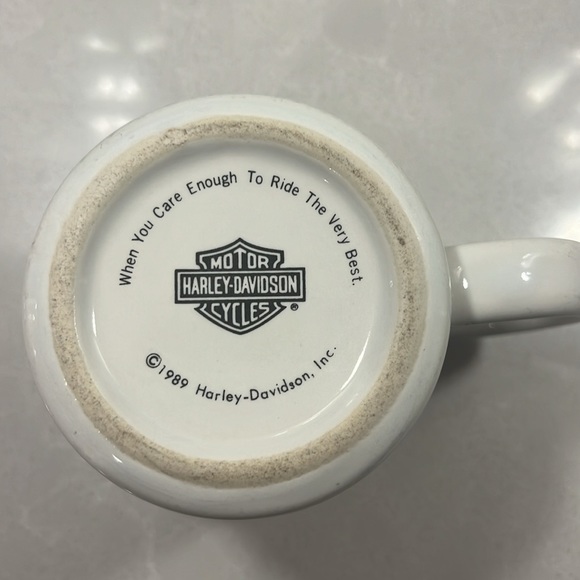 When You Care Enough To Ride The Very Best.
MOTOR
HARLEY-DAVIDSON
CYCLES ®
©1989 Harley-Davidson, Inc.